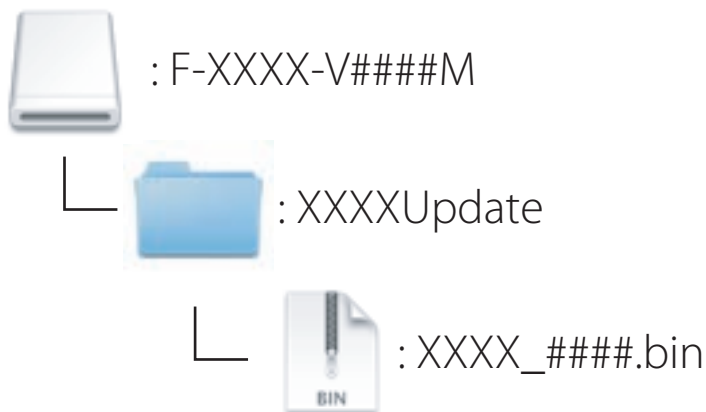 : F-XXXX-V####M
: XXXXUpdate
: XXXX_####.bin
BIN